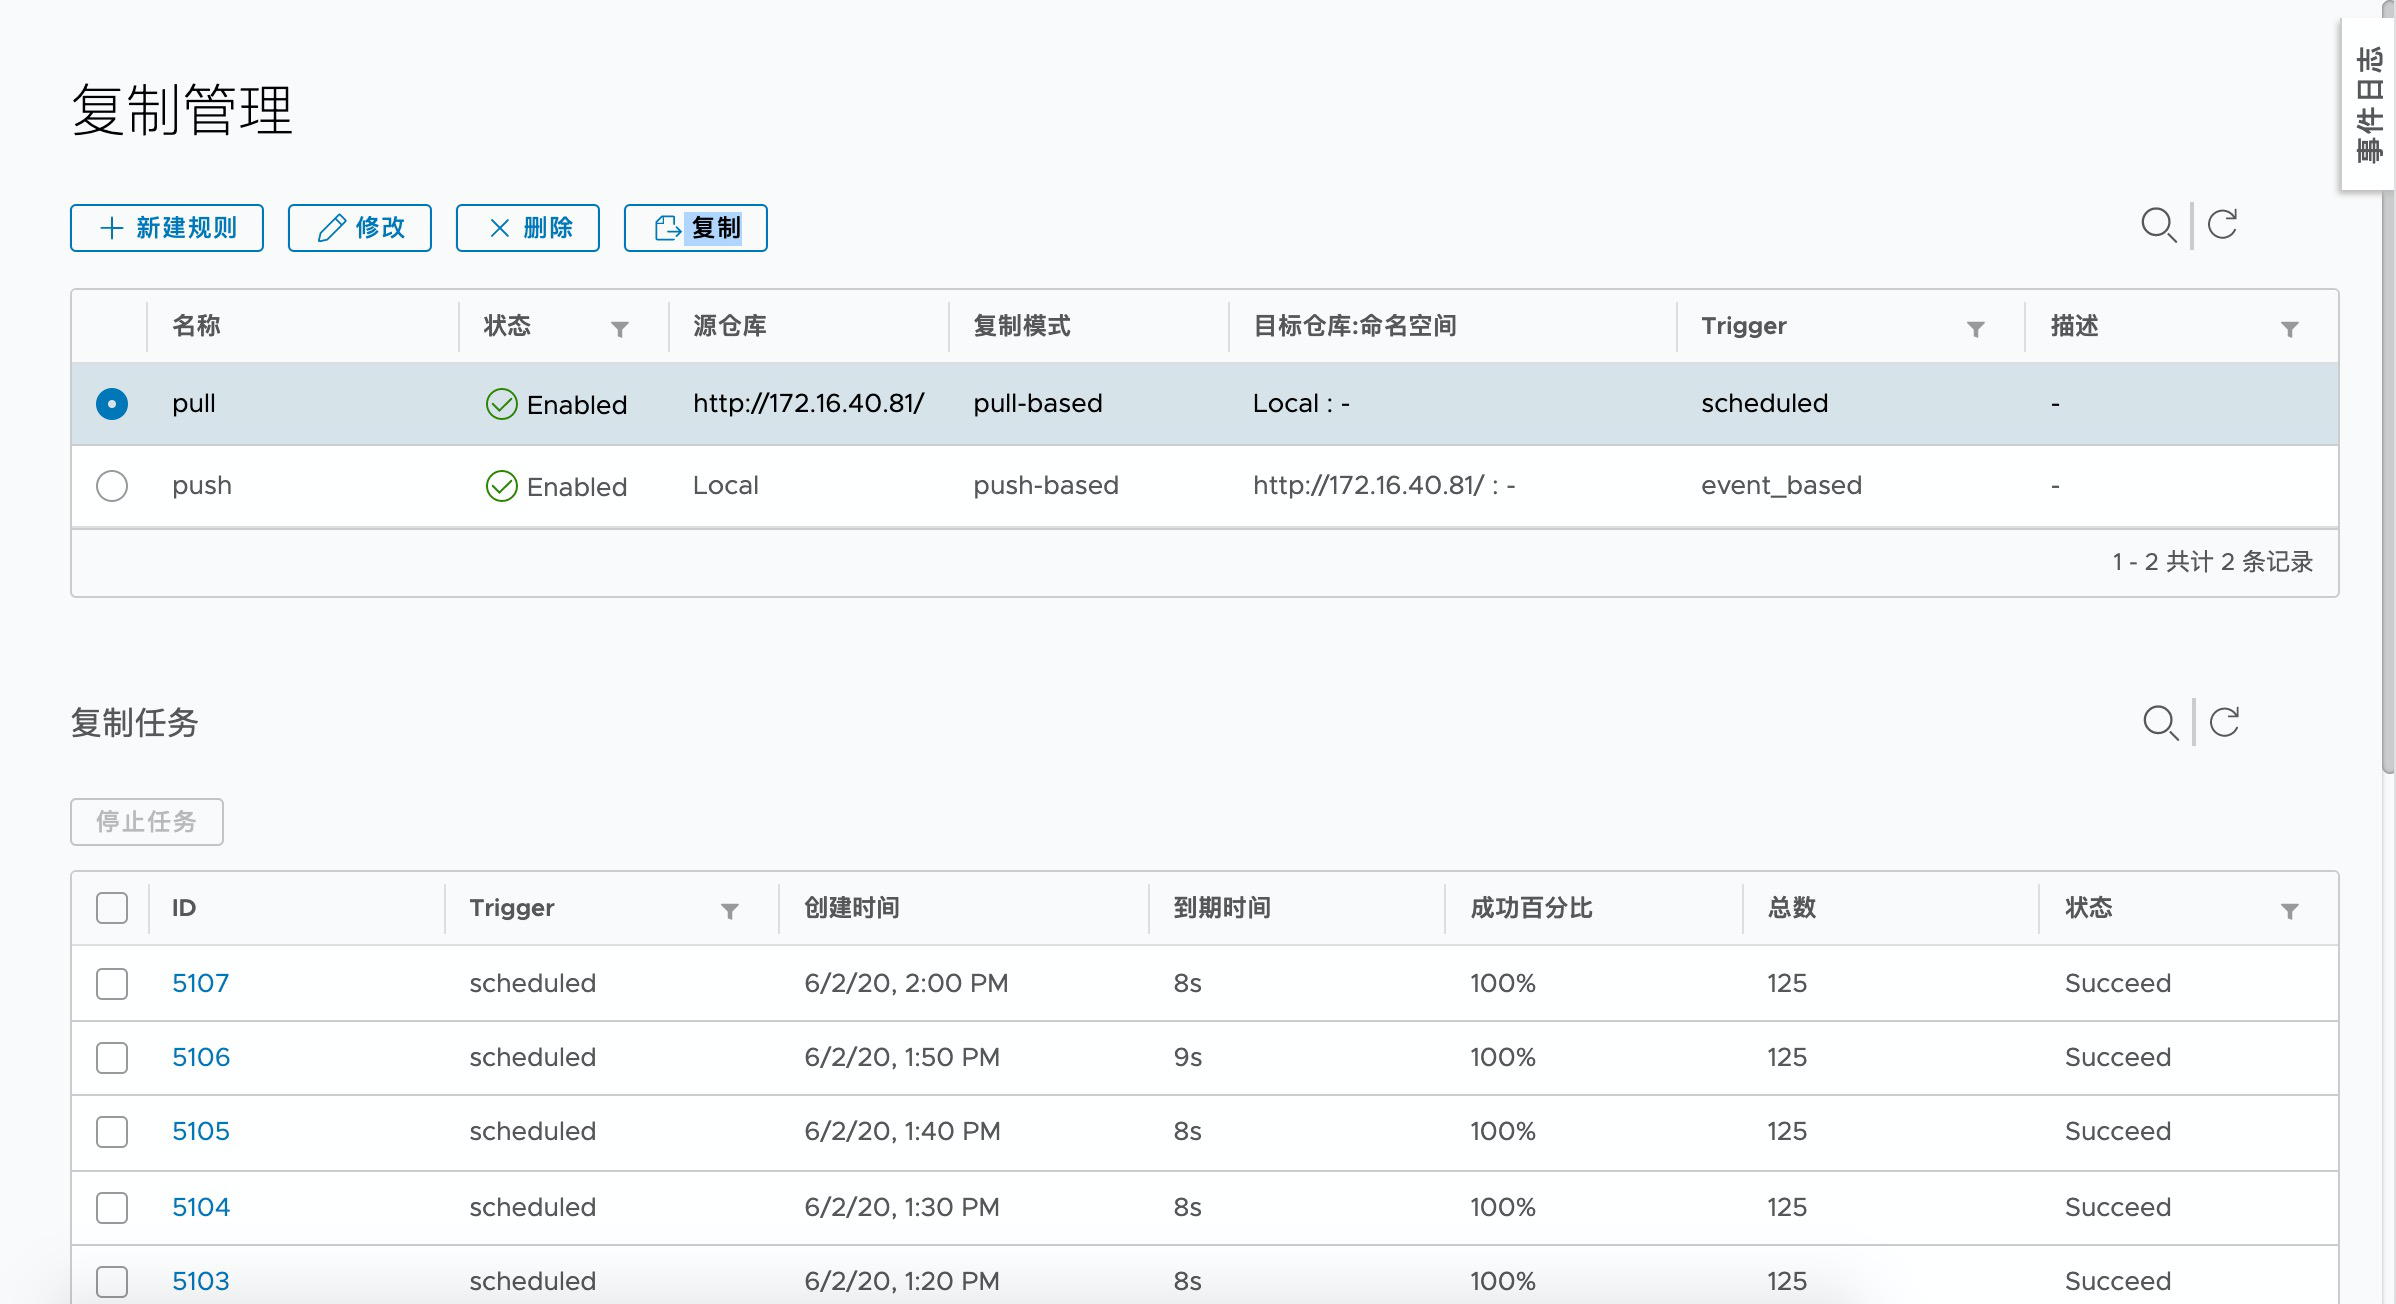 事件日志
复制管理
新建规则 修改 删除 复制
名称 状态 源仓库 复制模式 目标仓库:命名空间 Trigger 描述
pull Enabled http://172.16.40.81/ pull-based Local : - scheduled -
push Enabled Local push-based http://172.16.40.81/ : - event_based -
1 - 2 共计 2 条记录
复制任务
停止任务
ID Trigger 创建时间 到期时间 成功百分比 总数 状态
5107 scheduled 6/2/20, 2:00 PM 8s 100% 125 Succeed
5106 scheduled 6/2/20, 1:50 PM 9s 100% 125 Succeed
5105 scheduled 6/2/20, 1:40 PM 8s 100% 125 Succeed
5104 scheduled 6/2/20, 1:30 PM 8s 100% 125 Succeed
5103 scheduled 6/2/20, 1:20 PM 8s 100% 125 Succeed